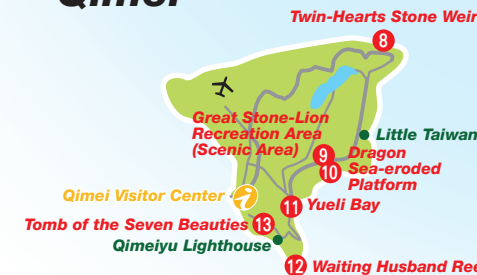 Qimei
Twin-Hearts Stone Weir
8
Great Stone-Lion
Recreation Area
(Scenic Area)
Little Taiwan
9 Dragon
10 Sea-eroded
Platform
Qimei Visitor Center
i
11 Yueli Bay
Tomb of the Seven Beauties 13
Qimeiyu Lighthouse
12 Waiting Husband Ree